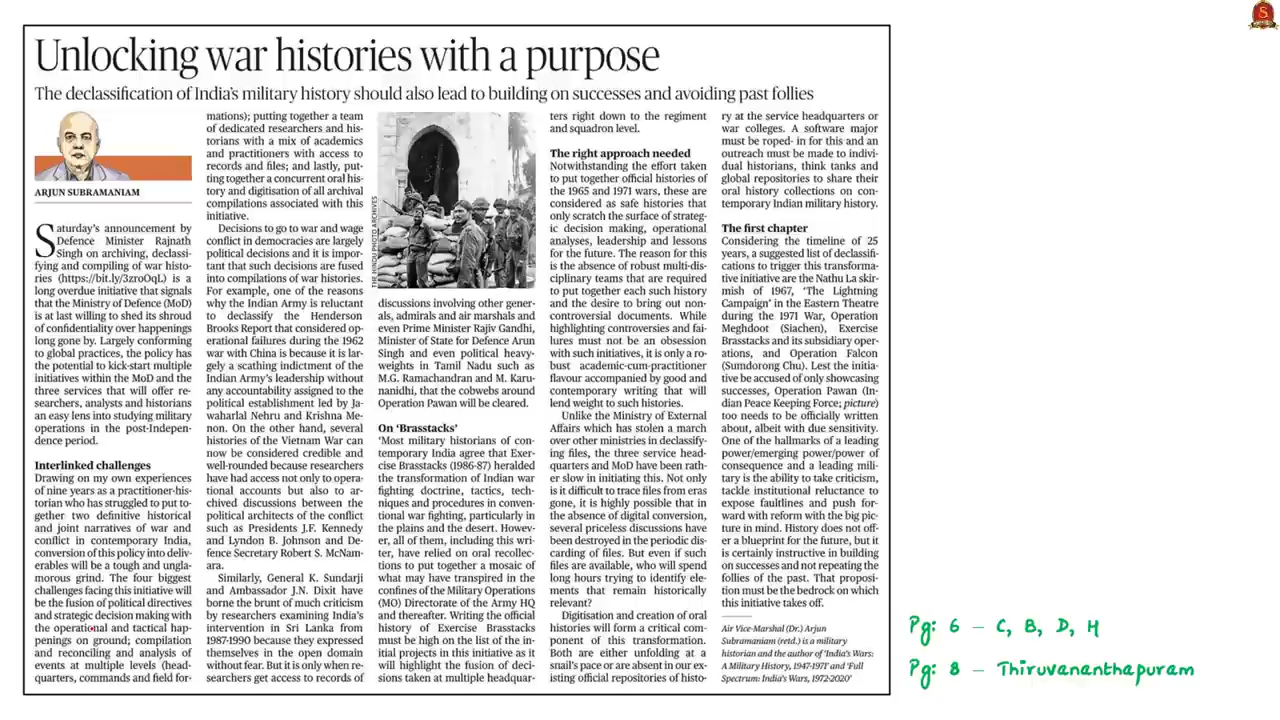 Unlocking war histories with a purpose
The declassification of India's military history should also lead to building on successes and avoiding past follies
ARJUN SUBRAMANIAM
Saturday's announcement by
Defence Minister Rajnath
Singh on archiving, declassi-
fying and compiling of war histo-
ries (https://bit.ly/3zroOqL) is a
long overdue initiative that signals
that the Ministry of Defence (MoD)
is at last willing to shed its shroud
of confidentiality over happenings
long gone by. Largely conforming
to global practices, the policy has
the potential to kick-start multiple
initiatives within the MoD and the
three services that will offer re-
searchers, analysts and historians
an easy lens into studying military
operations in the post-Indepen-
dence period.
Interlinked challenges
Drawing on my own experiences
of nine years as a practitioner-his-
torian who has struggled to put to-
gether two definitive historical
and joint narratives of war and
conflict in contemporary India,
conversion of this policy into deliv-
erables will be a tough and ungla-
morous grind. The four biggest
challenges facing this initiative will
be the fusion of political directives
and strategic decision making with
the operational and tactical hap-
penings on ground; compilation
and reconciling and analysis of
events at multiple levels (head-
quarters, commands and field for-
mations); putting together a team
of dedicated researchers and his-
torians with a mix of academics
and practitioners with access to
records and files; and lastly, put-
ting together a concurrent oral his-
tory and digitisation of all archival
compilations associated with this
initiative.
Decisions to go to war and wage
conflict in democracies are largely
political decisions and it is impor-
tant that such decisions are fused
into compilations of war histories.
For example, one of the reasons
why the Indian Army is reluctant
to declassify the Henderson
Brooks Report that considered op-
erational failures during the 1962
war with China is because it is lar-
gely a scathing indictment of the
Indian Army's leadership without
any accountability assigned to the
political establishment led by Ja-
waharlal Nehru and Krishna Me-
non. On the other hand, several
histories of the Vietnam War can
now be considered credible and
well-rounded because researchers
have had access not only to opera-
tional accounts but also to ar-
chived discussions between the
political architects of the conflict
such as Presidents J.F. Kennedy
and Lyndon B. Johnson and De-
fence Secretary Robert S. McNam-
ara.
Similarly, General K. Sundarji
and Ambassador J.N. Dixit have
borne the brunt of much criticism
by researchers examining India's
intervention in Sri Lanka from
1987-1990 because they expressed
themselves in the open domain
without fear. But it is only when re-
searchers get access to records of
THE HINDU PHOTO ARCHIVES
discussions involving other gener-
als, admirals and air marshals and
even Prime Minister Rajiv Gandhi,
Minister of State for Defence Arun
Singh and even political heavy-
weights in Tamil Nadu such as
M.G. Ramachandran and M. Karu-
nanidhi, that the cobwebs around
Operation Pawan will be cleared.
On 'Brasstacks'
'Most military historians of con-
temporary India agree that Exer-
cise Brasstacks (1986-87) heralded
the transformation of Indian war
fighting doctrine, tactics, tech-
niques and procedures in conven-
tional war fighting, particularly in
the plains and the desert. Howev-
er, all of them, including this wri-
ter, have relied on oral recollec-
tions to put together a mosaic of
what may have transpired in the
confines of the Military Operations
(MO) Directorate of the Army HQ
and thereafter. Writing the official
history of Exercise Brasstacks
must be high on the list of the in-
itial projects in this initiative as it
will highlight the fusion of deci-
sions taken at multiple headquar-
ters right down to the regiment
and squadron level.
The right approach needed
Notwithstanding the effort taken
to put together official histories of
the 1965 and 1971 wars, these are
considered as safe histories that
only scratch the surface of strateg-
ic decision making, operational
analyses, leadership and lessons
for the future. The reason for this
is the absence of robust multi-dis-
ciplinary teams that are required
to put together each such history
and the desire to bring out non-
controversial documents. While
highlighting controversies and fai-
lures must not be an obsession
with such initiatives, it is only a ro-
bust academic-cum-practitioner
flavour accompanied by good and
contemporary writing that will
lend weight to such histories.
Unlike the Ministry of External
Affairs which has stolen a march
over other ministries in declassify-
ing files, the three service head-
quarters and MoD have been rath-
er slow in initiating this. Not only
is it difficult to trace files from eras
gone, it is highly possible that in
the absence of digital conversion,
several priceless discussions have
been destroyed in the periodic dis-
carding of files. But even if such
files are available, who will spend
long hours trying to identify ele-
ments that remain historically
relevant?
Digitisation and creation of oral
histories will form a critical com-
ponent of this transformation.
Both are either unfolding at a
snail's pace or are absent in our ex-
isting official repositories of histo-
ry at the service headquarters or
war colleges. A software major
must be roped- in for this and an
outreach must be made to indivi-
dual historians, think tanks and
global repositories to share their
oral history collections on con-
temporary Indian military history.
The first chapter
Considering the timeline of 25
years, a suggested list of declassifi-
cations to trigger this transforma-
tive initiative are the Nathu La skir-
mish of 1967, 'The Lightning
Campaign' in the Eastern Theatre
during the 1971 War, Operation
Meghdoot (Siachen), Exercise
Brasstacks and its subsidiary oper-
ations, and Operation Falcon
(Sumdorong Chu). Lest the initia-
tive be accused of only showcasing
successes, Operation Pawan (In-
dian Peace Keeping Force; picture)
too needs to be officially written
about, albeit with due sensitivity.
One of the hallmarks of a leading
power/emerging power/power of
consequence and a leading mili-
tary is the ability to take criticism,
tackle institutional reluctance to
expose faultlines and push for-
ward with reform with the big pic-
ture in mind. History does not off-
er a blueprint for the future, but it
is certainly instructive in building
on successes and not repeating the
follies of the past. That proposi-
tion must be the bedrock on which
this initiative takes off.
Air Vice-Marshal (Dr.) Arjun
Subramaniam (retd.) is a military
historian and the author of 'India's Wars:
A Military History, 1947-1971' and 'Full
Spectrum: India's Wars, 1972-2020'
Pg: 6 – C, B, D, H
Pg: 8 – Thiruvananthapuram